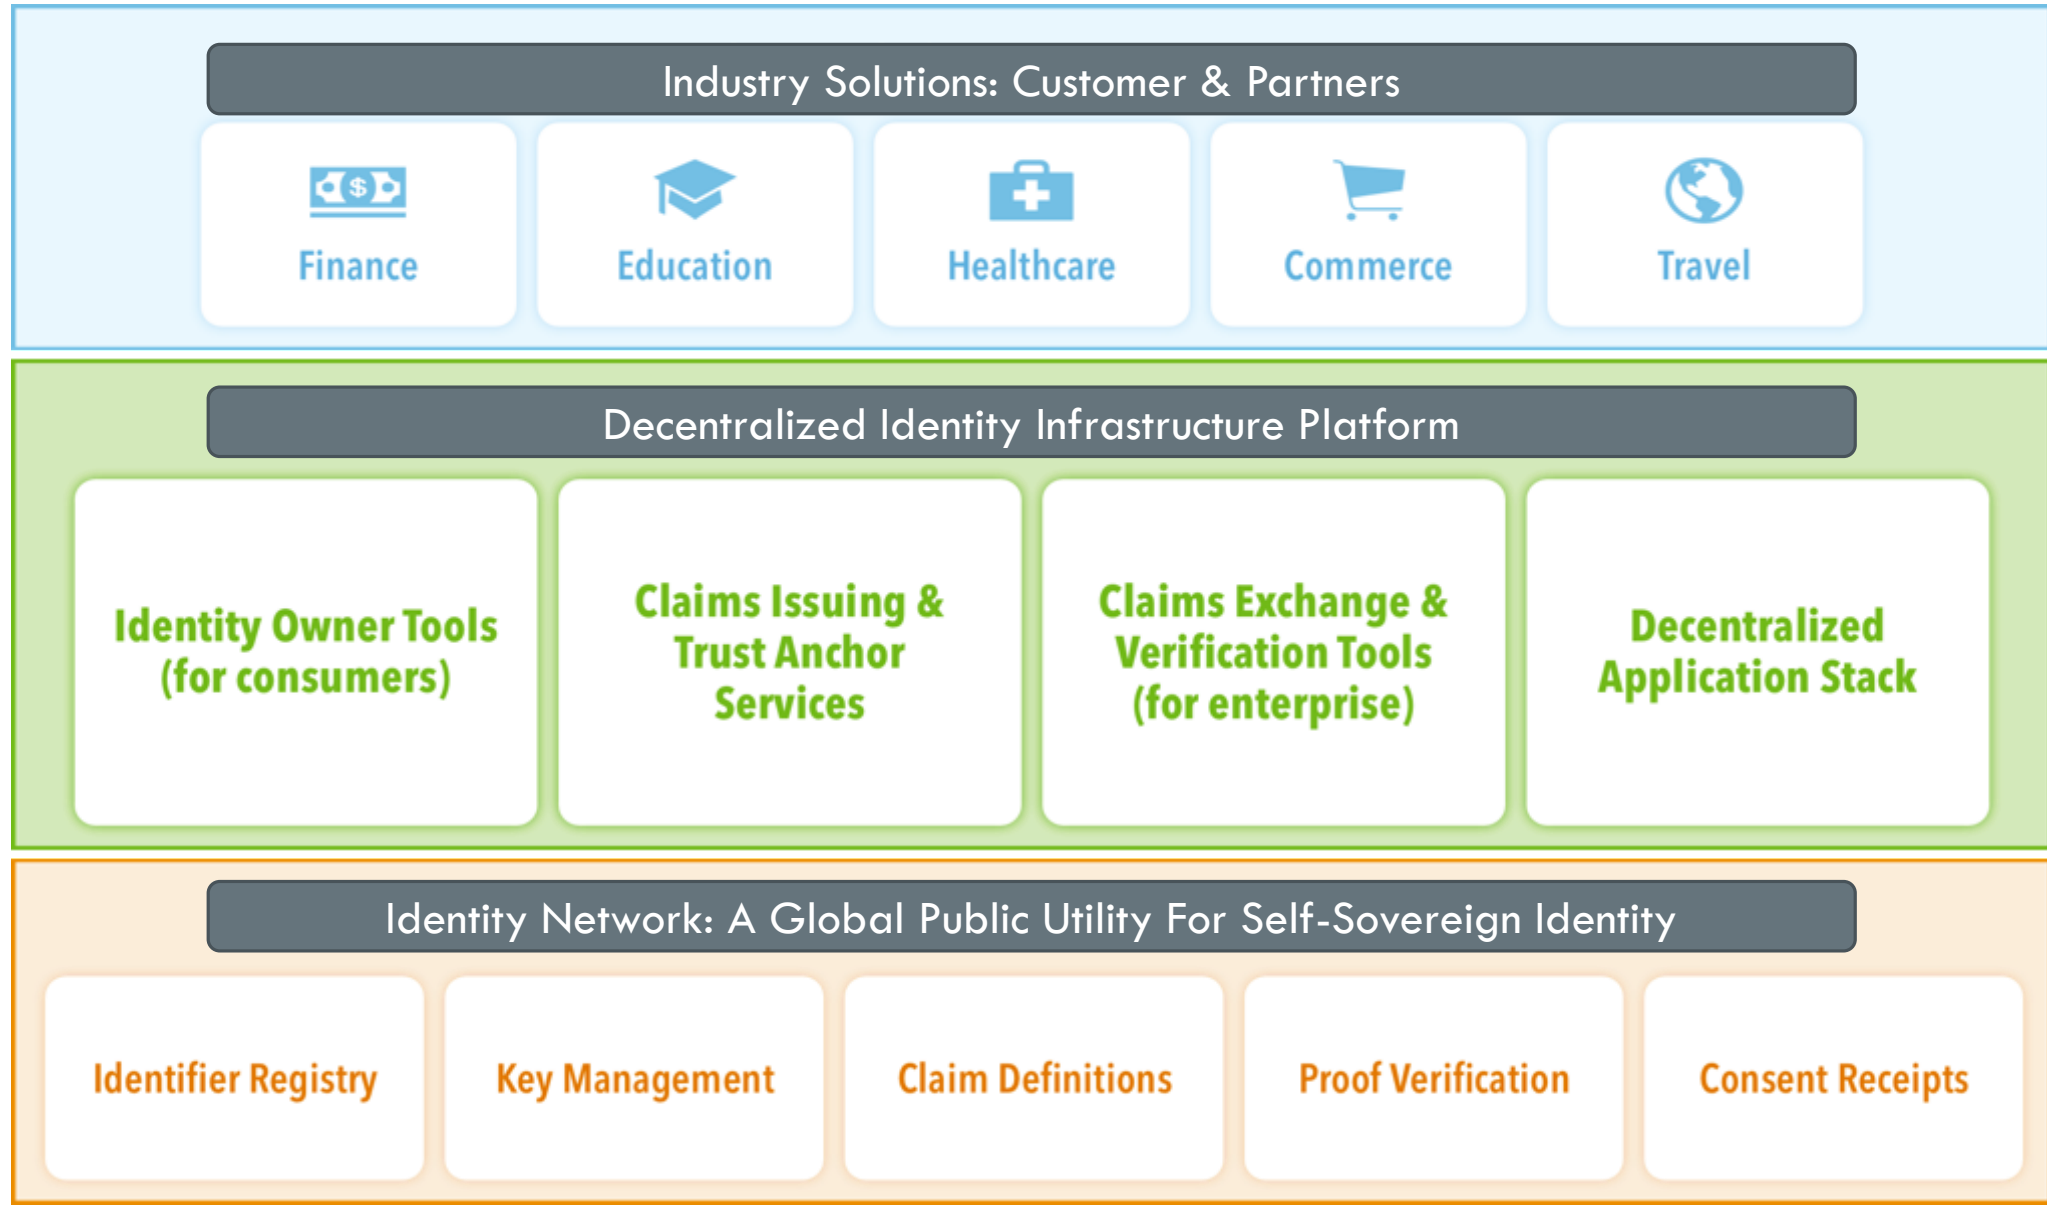 Industry Solutions: Customer & Partners
$
Finance
Education
Healthcare
Commerce
Travel
Decentralized Identity Infrastructure Platform
Identity Owner Tools
(for consumers)
Claims Issuing &
Trust Anchor
Services
Claims Exchange &
Verification Tools
(for enterprise)
Decentralized
Application Stack
Identity Network: A Global Public Utility For Self-Sovereign Identity
Identifier Registry
Key Management
Claim Definitions
Proof Verification
Consent Receipts